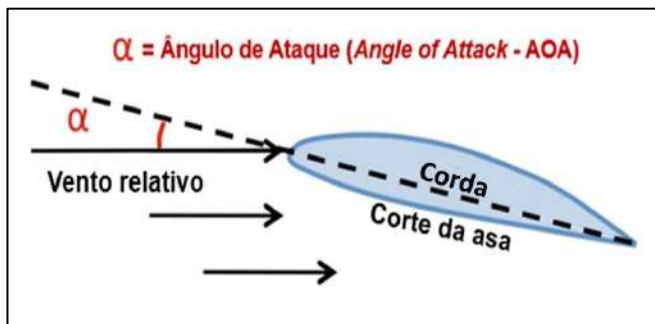 α = Ângulo de Ataque (Angle of Attack - AOA)
α
Vento relativo
Corda
Corte da asa